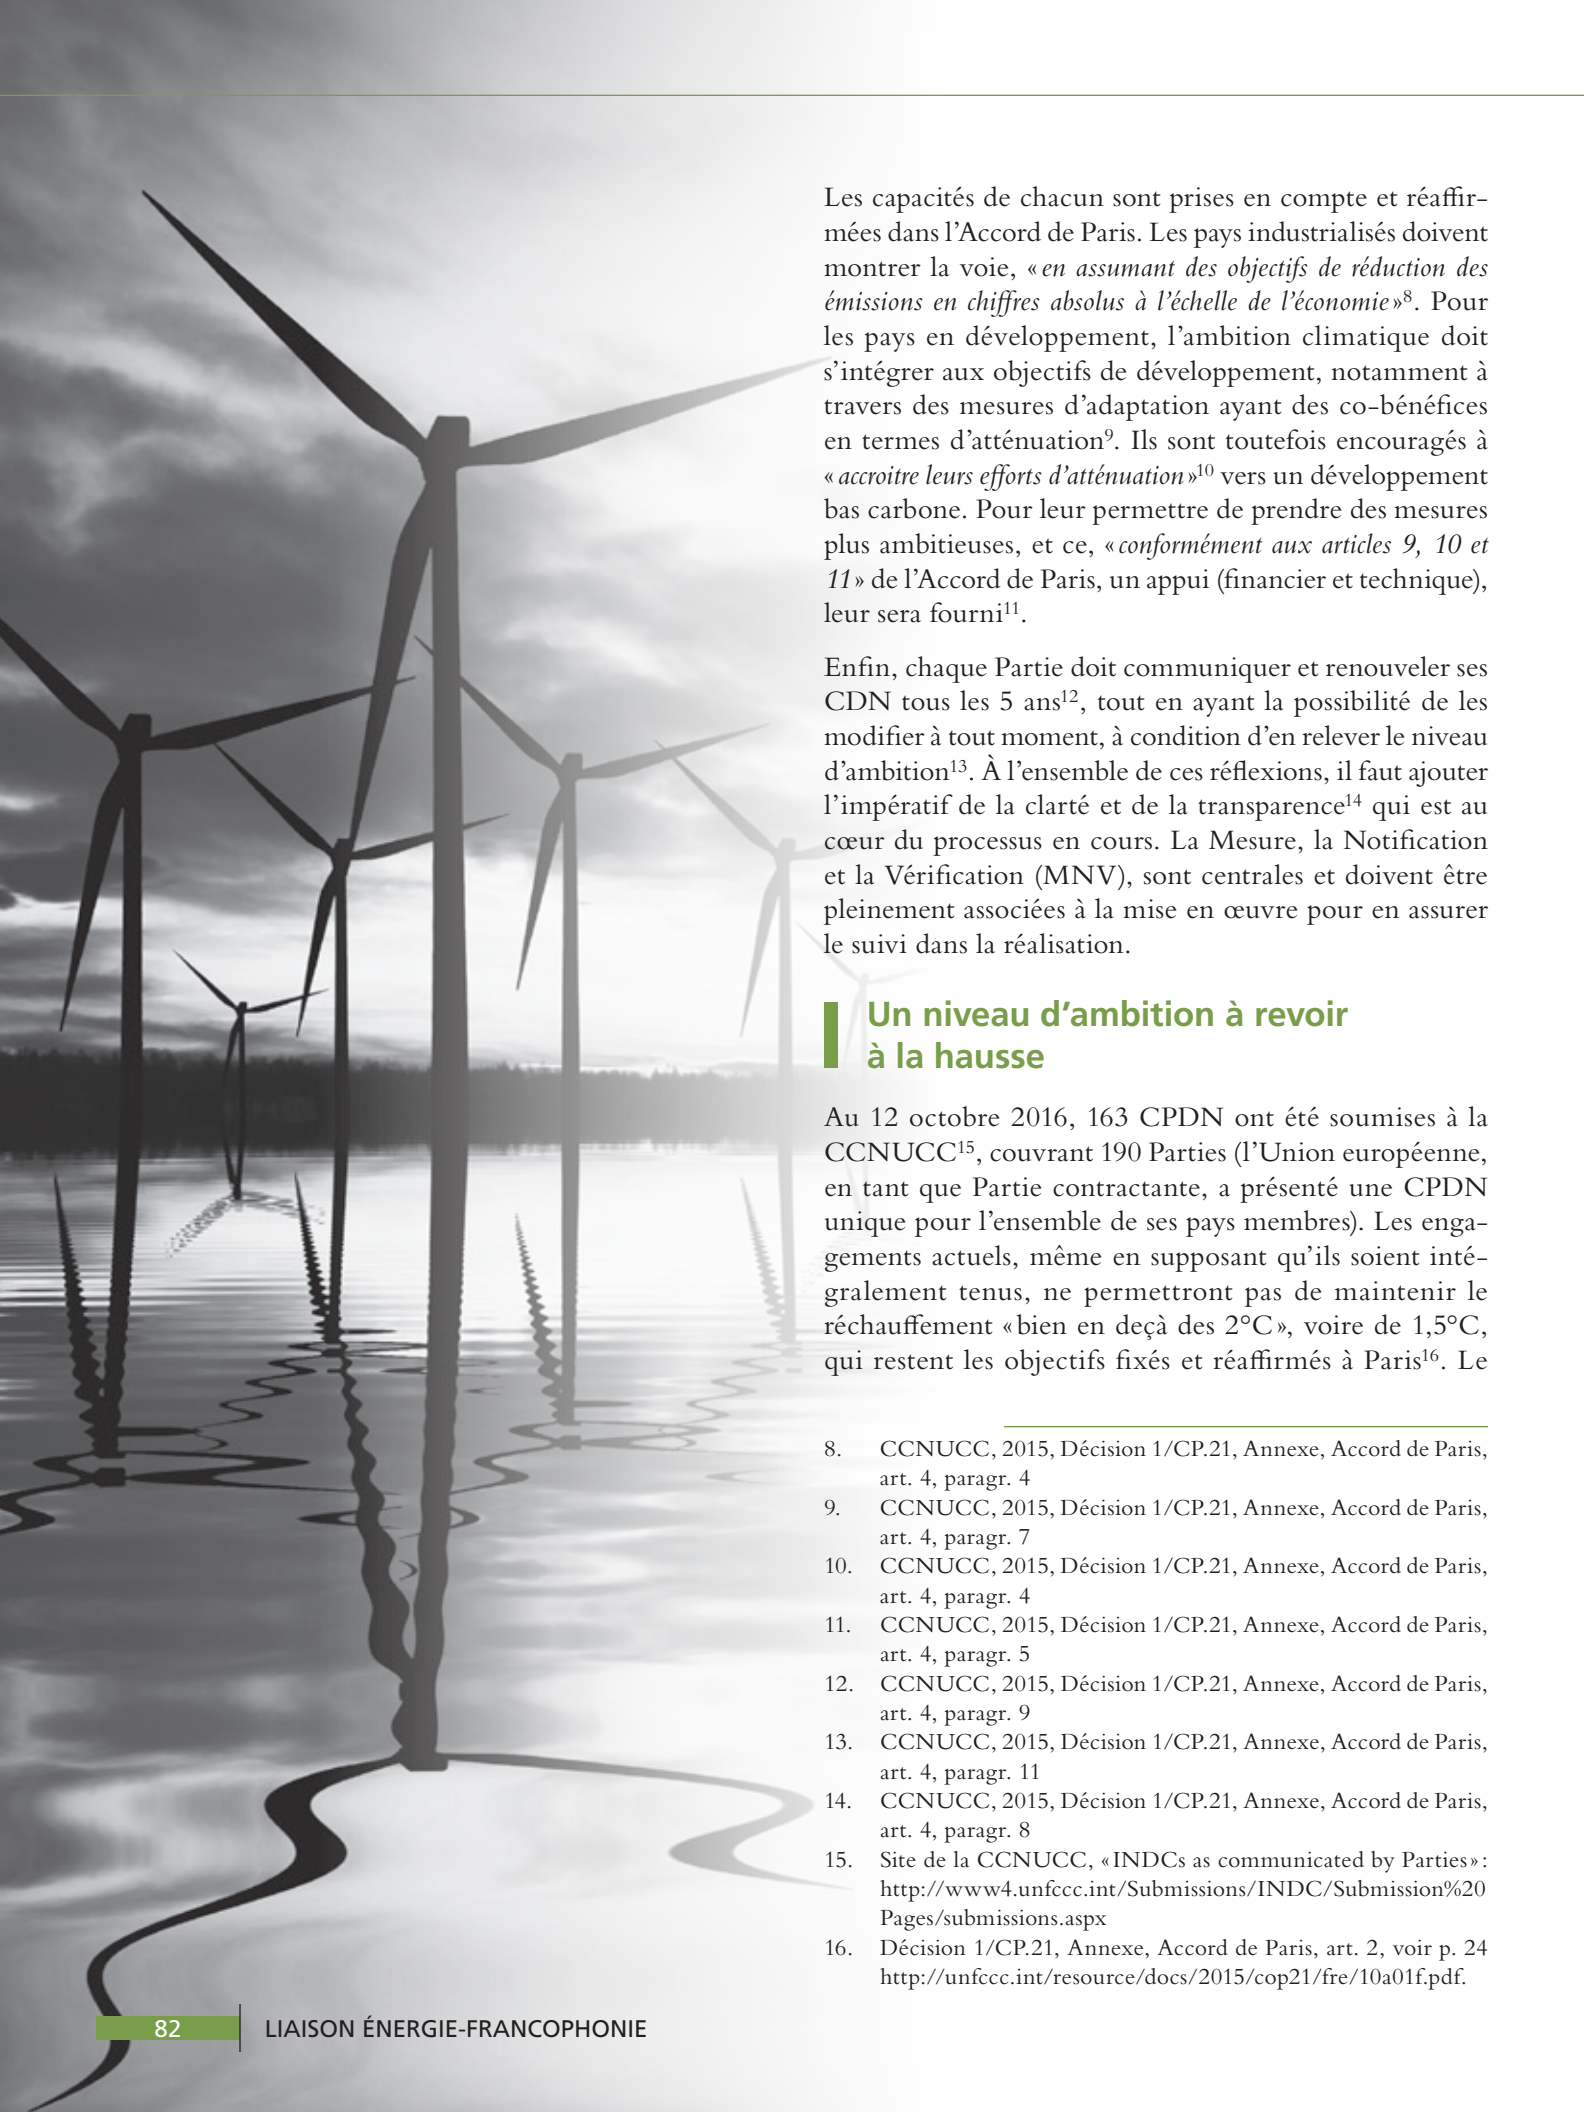 Les capacités de chacun sont prises en compte et réaffir-
mées dans l'Accord de Paris. Les pays industrialisés doivent
montrer la voie, «en assumant des objectifs de réduction des
émissions en chiffres absolus à l'échelle de l'économie»⁸. Pour
les pays en développement, l'ambition climatique doit
s'intégrer aux objectifs de développement, notamment à
travers des mesures d'adaptation ayant des co-bénéfices
en termes d'atténuation⁹. Ils sont toutefois encouragés à
«accroitre leurs efforts d'atténuation»¹⁰ vers un développement
bas carbone. Pour leur permettre de prendre des mesures
plus ambitieuses, et ce, «conformément aux articles 9, 10 et
11» de l'Accord de Paris, un appui (financier et technique),
leur sera fourni¹¹.
Enfin, chaque Partie doit communiquer et renouveler ses
CDN tous les 5 ans¹², tout en ayant la possibilité de les
modifier à tout moment, à condition d'en relever le niveau
d'ambition¹³. À l'ensemble de ces réflexions, il faut ajouter
l'impératif de la clarté et de la transparence¹⁴ qui est au
cœur du processus en cours. La Mesure, la Notification
et la Vérification (MNV), sont centrales et doivent être
pleinement associées à la mise en œuvre pour en assurer
le suivi dans la réalisation.
Un niveau d'ambition à revoir
à la hausse
Au 12 octobre 2016, 163 CPDN ont été soumises à la
CCNUCC¹⁵, couvrant 190 Parties (l'Union européenne,
en tant que Partie contractante, a présenté une CPDN
unique pour l'ensemble de ses pays membres). Les enga-
gements actuels, même en supposant qu'ils soient inté-
gralement tenus, ne permettront pas de maintenir le
réchauffement «bien en deçà des 2°C», voire de 1,5°C,
qui restent les objectifs fixés et réaffirmés à Paris¹⁶. Le
8. CCNUCC, 2015, Décision 1/CP.21, Annexe, Accord de Paris,
art. 4, paragr. 4
9. CCNUCC, 2015, Décision 1/CP.21, Annexe, Accord de Paris,
art. 4, paragr. 7
10. CCNUCC, 2015, Décision 1/CP.21, Annexe, Accord de Paris,
art. 4, paragr. 4
11. CCNUCC, 2015, Décision 1/CP.21, Annexe, Accord de Paris,
art. 4, paragr. 5
12. CCNUCC, 2015, Décision 1/CP.21, Annexe, Accord de Paris,
art. 4, paragr. 9
13. CCNUCC, 2015, Décision 1/CP.21, Annexe, Accord de Paris,
art. 4, paragr. 11
14. CCNUCC, 2015, Décision 1/CP.21, Annexe, Accord de Paris,
art. 4, paragr. 8
15. Site de la CCNUCC, «INDCs as communicated by Parties»:
http://www4.unfccc.int/Submissions/INDC/Submission%20
Pages/submissions.aspx
16. Décision 1/CP.21, Annexe, Accord de Paris, art. 2, voir p. 24
http://unfccc.int/resource/docs/2015/cop21/fre/10a01f.pdf.
82 LIAISON ÉNERGIE-FRANCOPHONIE